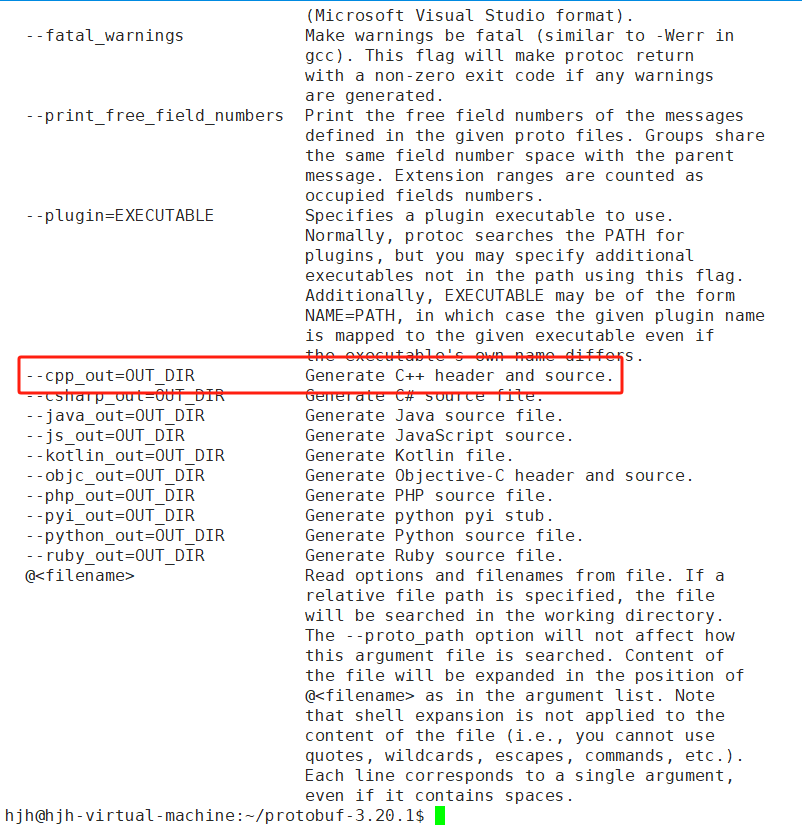 (Microsoft Visual Studio format).
--fatal_warnings Make warnings be fatal (similar to -Werr in
gcc). This flag will make protoc return
with a non-zero exit code if any warnings
are generated.
--print_free_field_numbers Print the free field numbers of the messages
defined in the given proto files. Groups share
the same field number space with the parent
message. Extension ranges are counted as
occupied fields numbers.
--plugin=EXECUTABLE Specifies a plugin executable to use.
Normally, protoc searches the PATH for
plugins, but you may specify additional
executables not in the path using this flag.
Additionally, EXECUTABLE may be of the form
NAME=PATH, in which case the given plugin name
is mapped to the given executable even if
the executable's own name differs.
--cpp_out=OUT_DIR Generate C++ header and source.
--csharp_out=OUT_DIR Generate C# source file.
--java_out=OUT_DIR Generate Java source file.
--js_out=OUT_DIR Generate JavaScript source.
--kotlin_out=OUT_DIR Generate Kotlin file.
--objc_out=OUT_DIR Generate Objective-C header and source.
--php_out=OUT_DIR Generate PHP source file.
--pyi_out=OUT_DIR Generate python pyi stub.
--python_out=OUT_DIR Generate Python source file.
--ruby_out=OUT_DIR Generate Ruby source file.
@<filename> Read options and filenames from file. If a
relative file path is specified, the file
will be searched in the working directory.
The --proto_path option will not affect how
this argument file is searched. Content of
the file will be expanded in the position of
@<filename> as in the argument list. Note
that shell expansion is not applied to the
content of the file (i.e., you cannot use
quotes, wildcards, escapes, commands, etc.).
Each line corresponds to a single argument,
even if it contains spaces.
hjh@hjh-virtual-machine:~/protobuf-3.20.1$